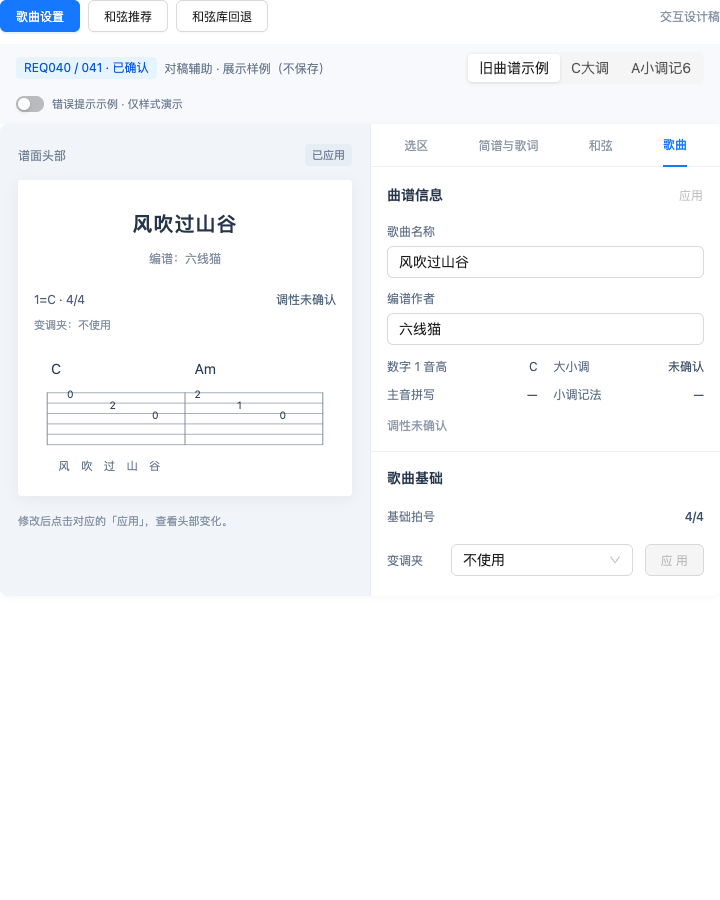 歌曲设置 和弦推荐 和弦库回退 交互设计稿
REQ040 / 041 · 已确认 对稿辅助 · 展示样例（不保存） 旧曲谱示例 C大调 A小调记6
错误提示示例 · 仅样式演示
谱面头部 已应用
风吹过山谷
编谱：六线猫
1=C · 4/4 调性未确认
变调夹：不使用
C Am
0 2
2 1
0 0
风 吹 过 山 谷
修改后点击对应的「应用」，查看头部变化。
选区 简谱与歌词 和弦 歌曲
曲谱信息 应用
歌曲名称
风吹过山谷
编谱作者
六线猫
数字 1 音高 C 大小调 未确认
主音拼写 — 小调记法 —
调性未确认
歌曲基础
基础拍号 4/4
变调夹 不使用 应 用